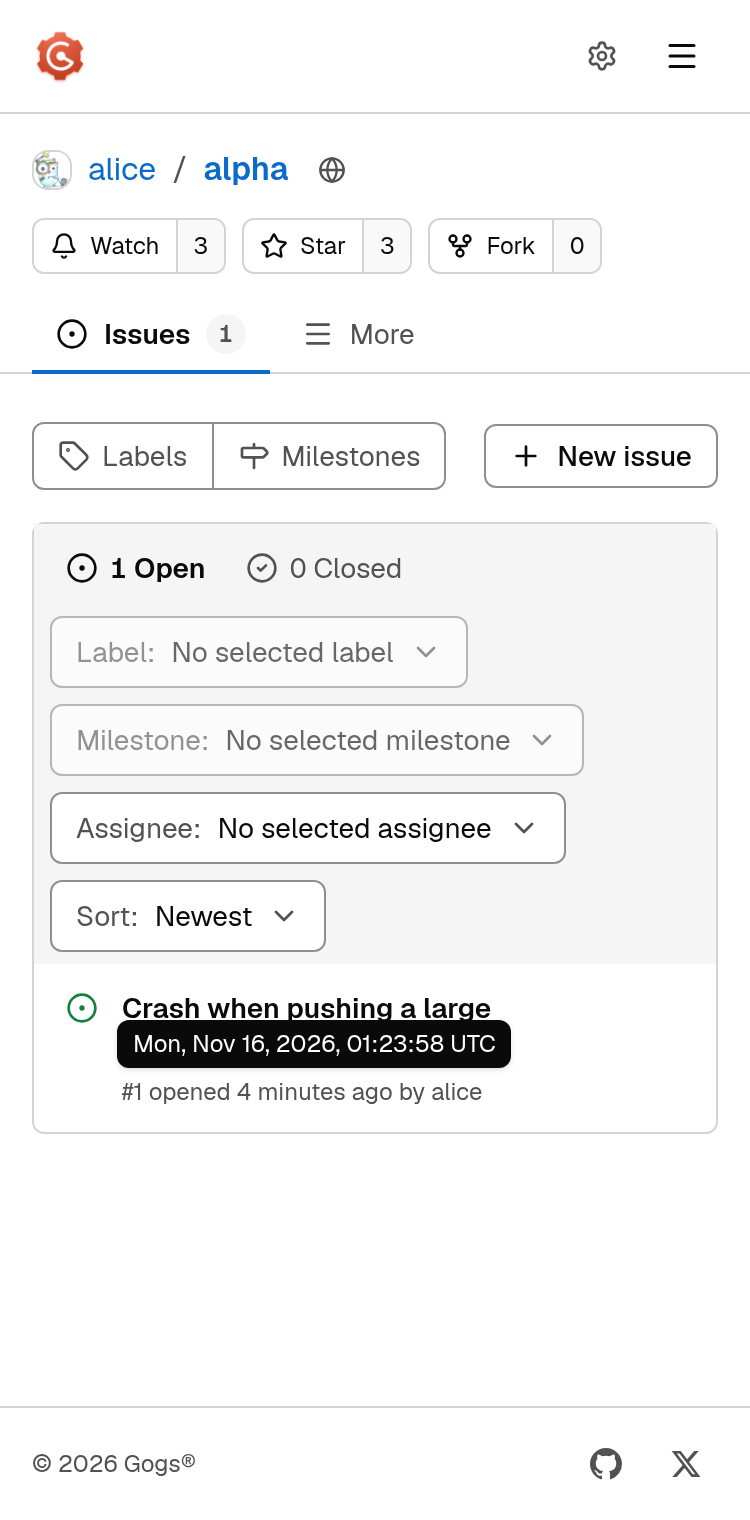 alice / alpha
Watch 3 Star 3 Fork 0
Issues 1 More
Labels Milestones New issue
1 Open 0 Closed
Label: No selected label
Milestone: No selected milestone
Assignee: No selected assignee
Sort: Newest
Crash when pushing a large
Mon, Nov 16, 2026, 01:23:58 UTC
#1 opened 4 minutes ago by alice
© 2026 Gogs®